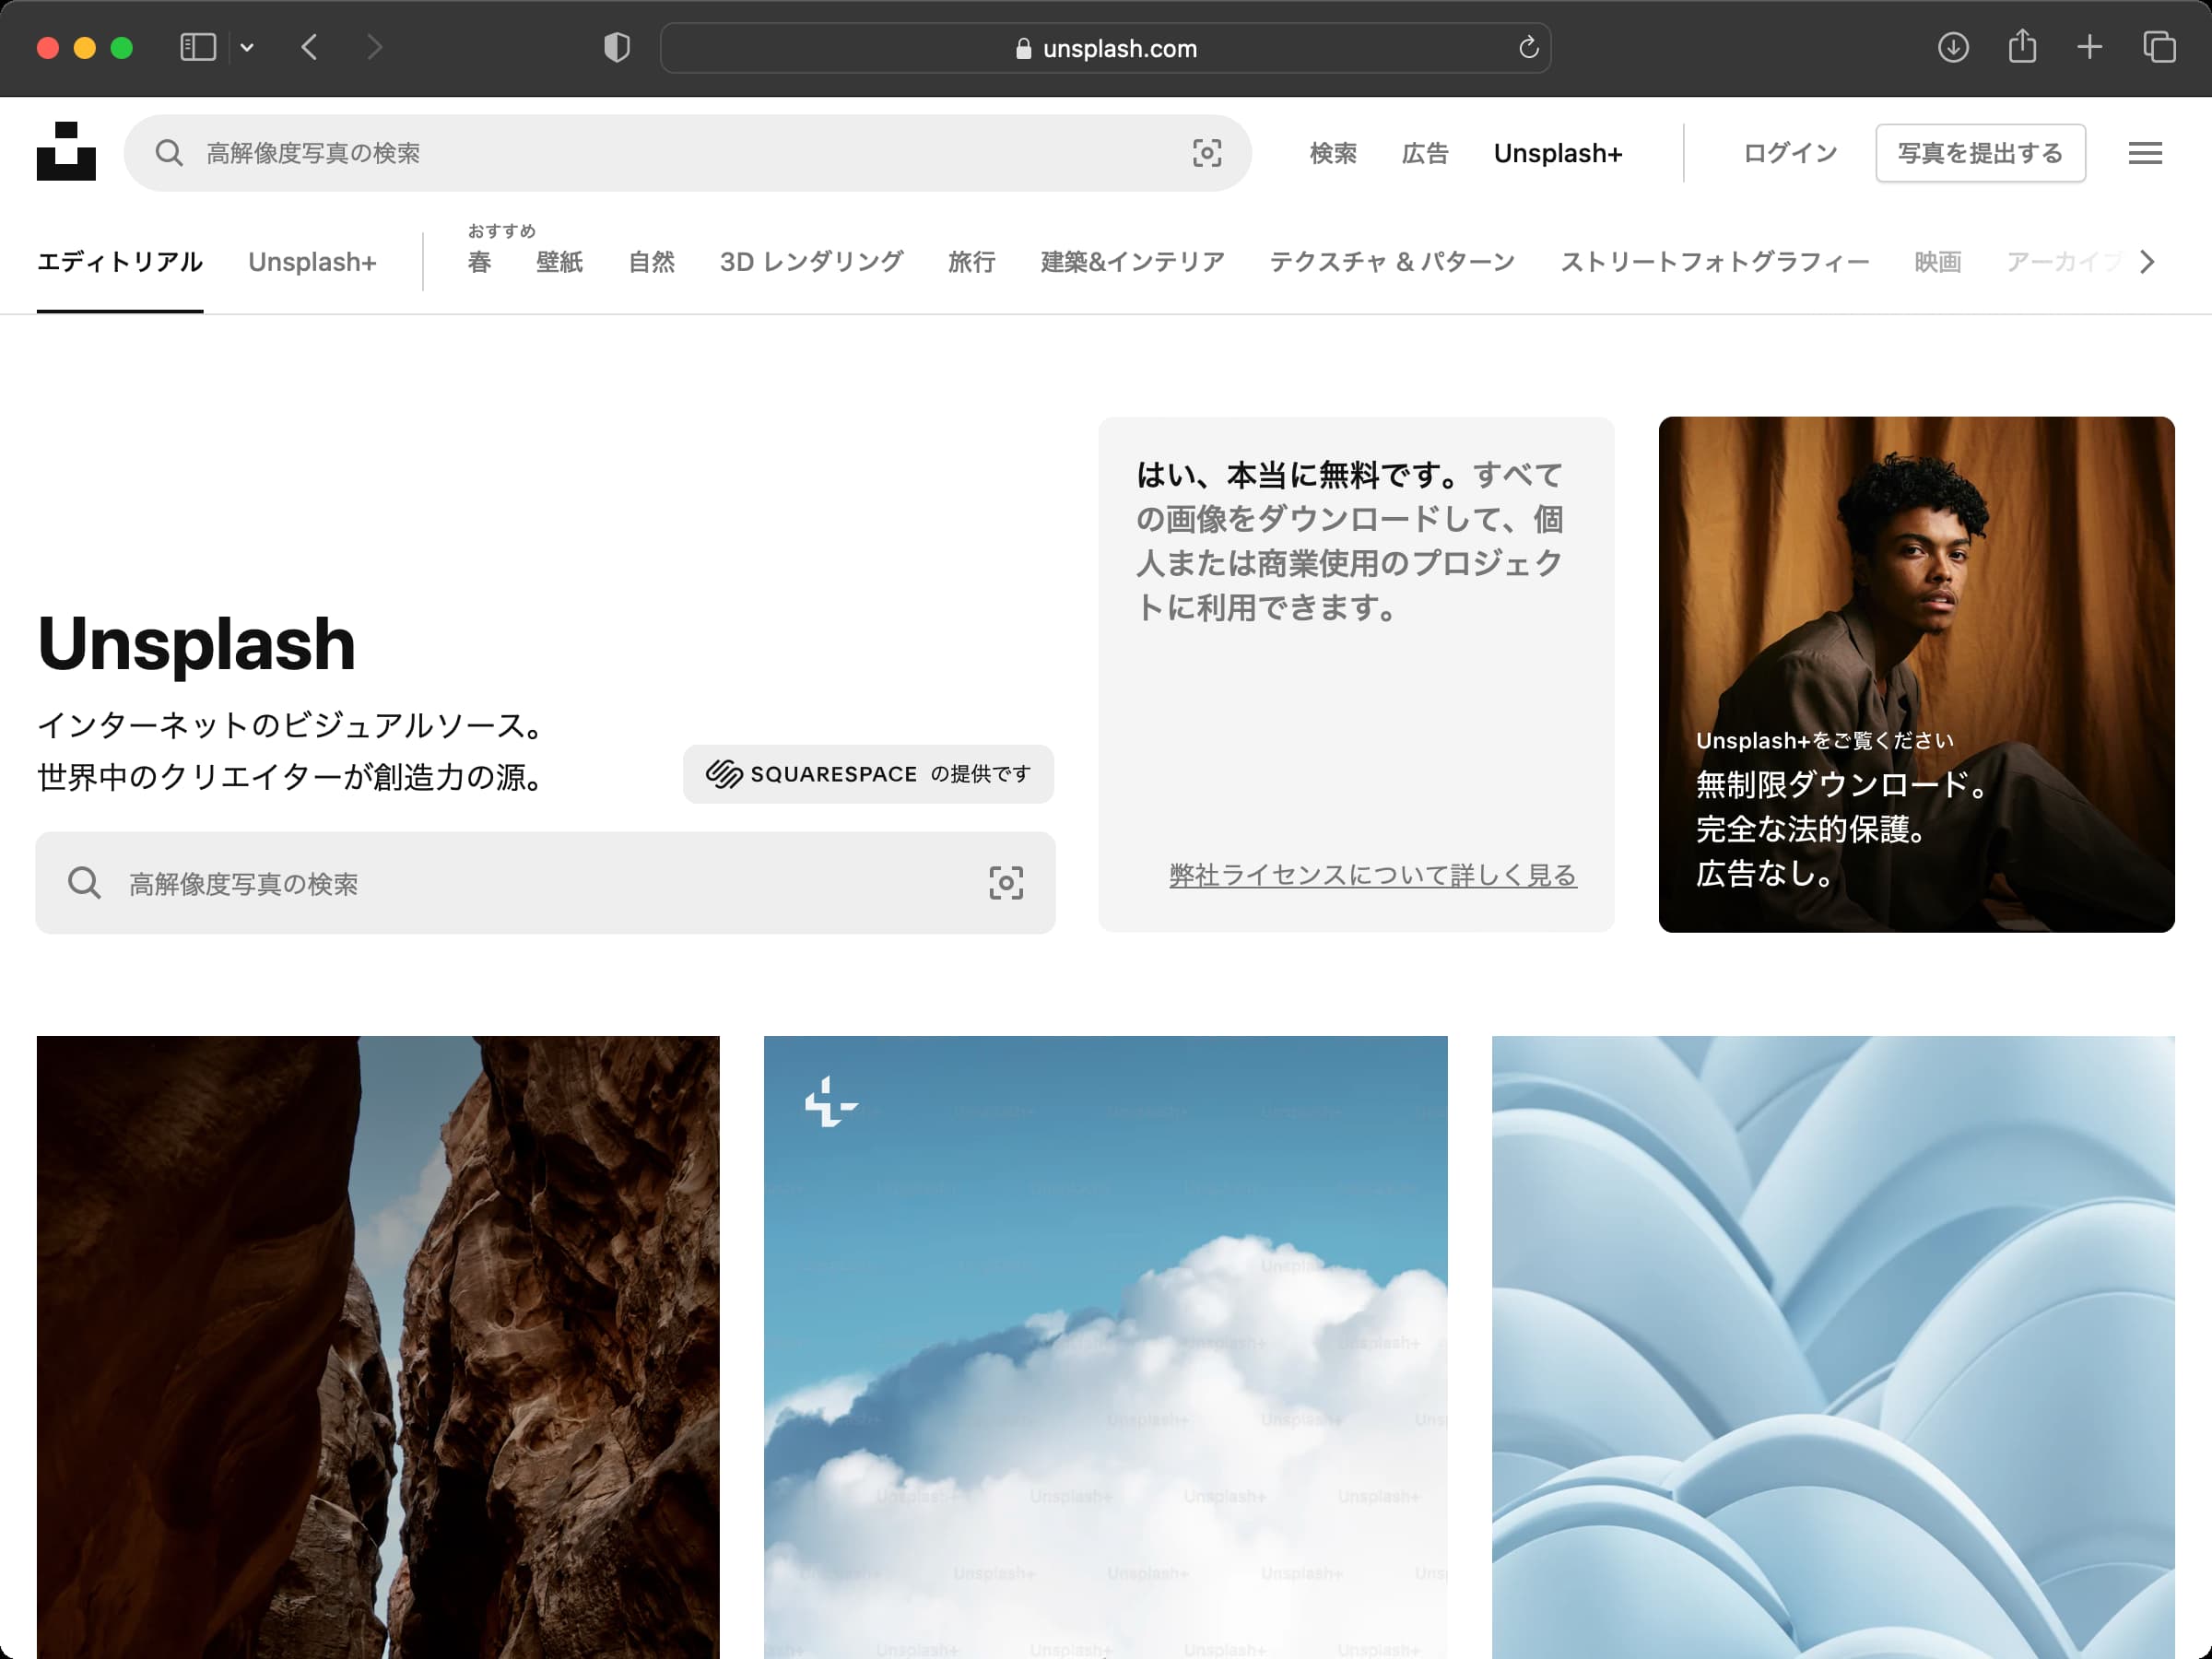 unsplash.com
高解像度写真の検索
検索 広告 Unsplash+
ログイン
写真を提出する
エディトリアル Unsplash+
おすすめ
春 壁紙 自然 3D レンダリング 旅行 建築&インテリア テクスチャ & パターン ストリートフォトグラフィー 映画 アーカイブ
Unsplash
インターネットのビジュアルソース。
世界中のクリエイターが創造力の源。
SQUARESPACE の提供です
高解像度写真の検索
はい、本当に無料です。すべて
の画像をダウンロードして、個
人または商業使用のプロジェク
トに利用できます。
弊社ライセンスについて詳しく見る
Unsplash+をご覧ください
無制限ダウンロード。
完全な法的保護。
広告なし。
Unsplash+ Unsplash+ Unsplash+
Unsplash+ Unsplash+ Unsplash+
Unsplash+ Unsplash+ Unsplash+ Unsplash+